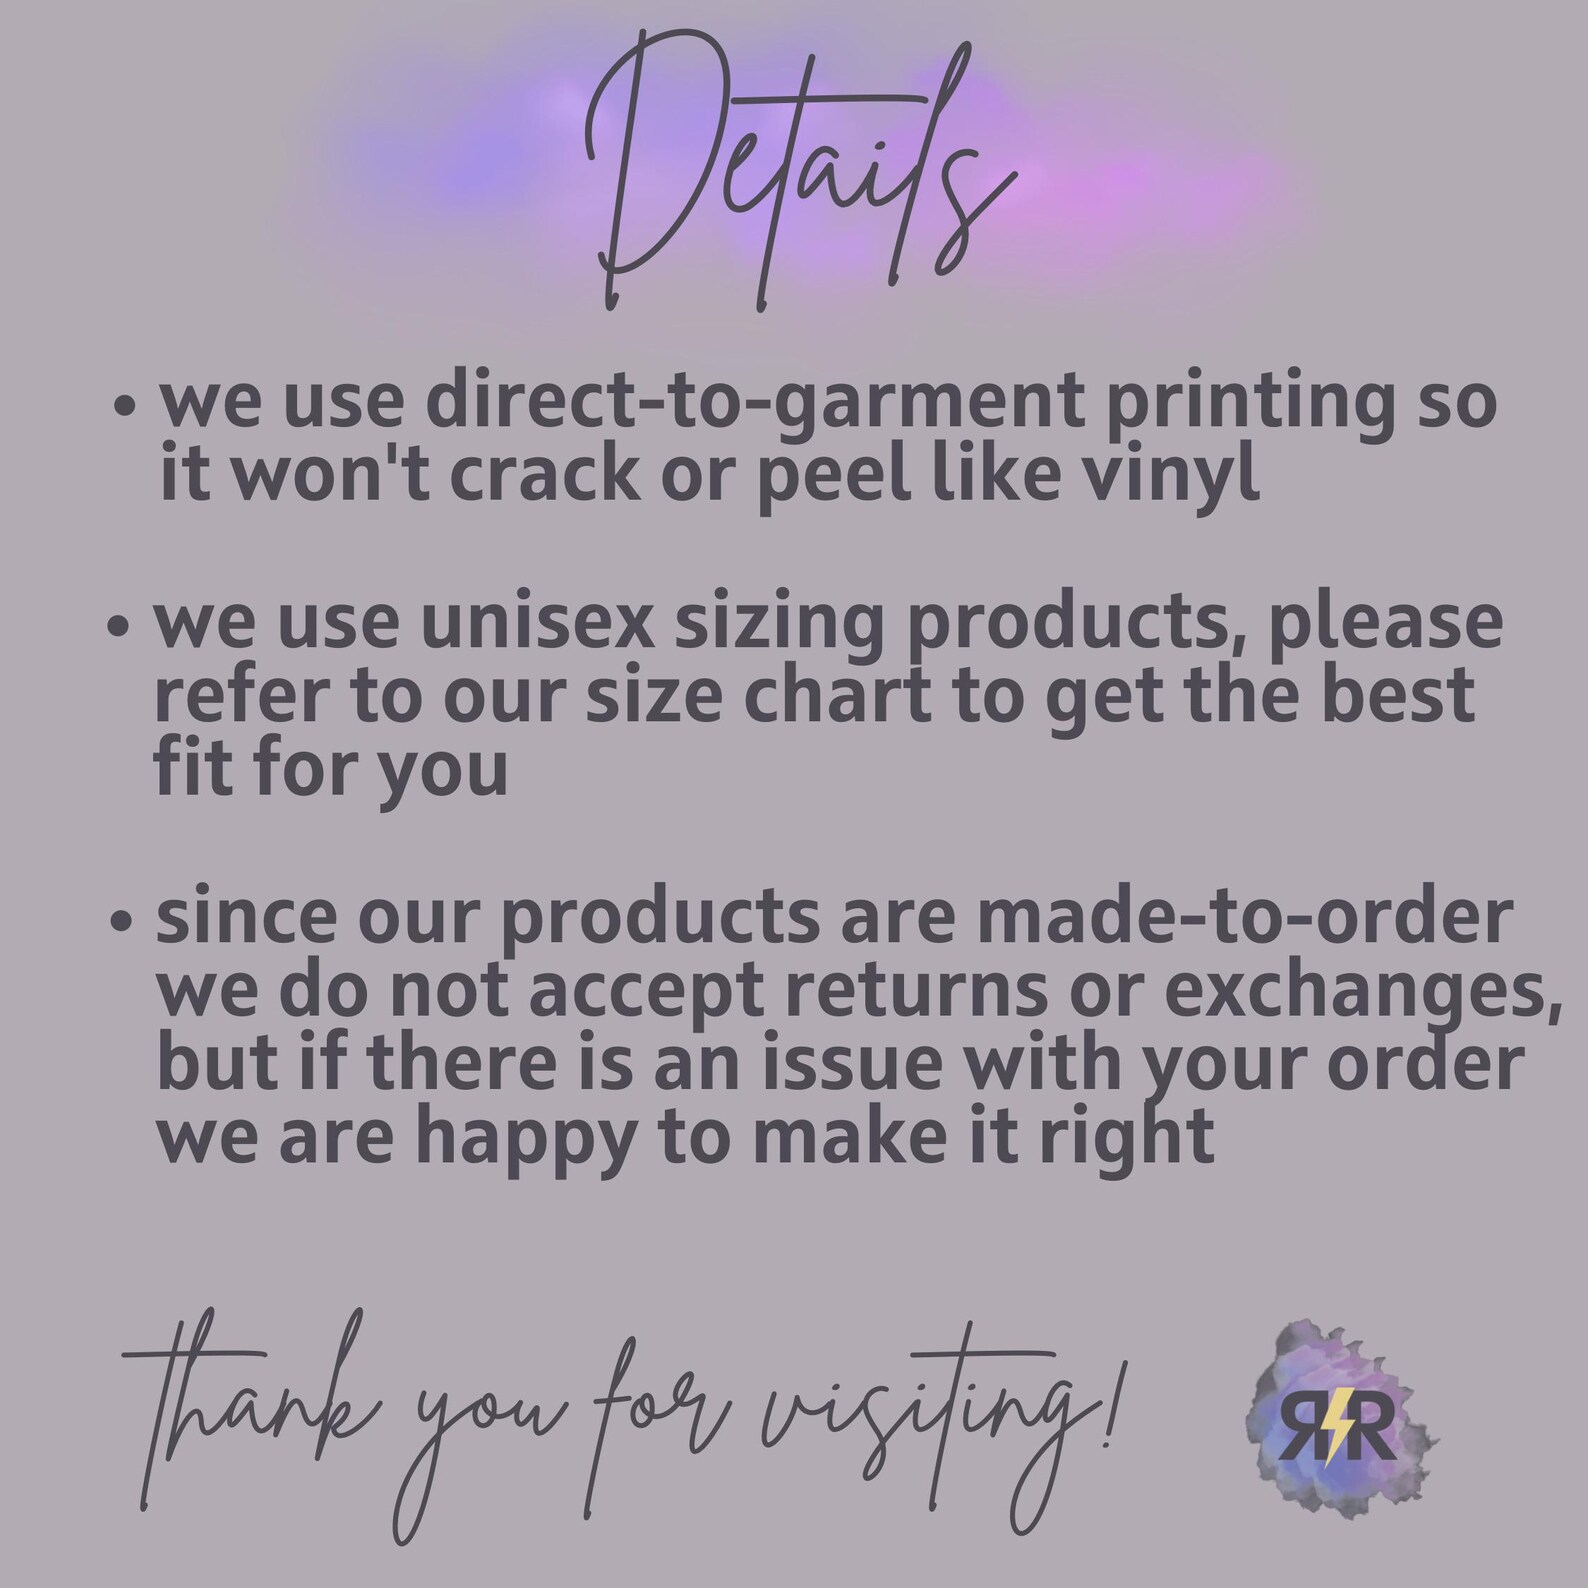 Details
• we use direct-to-garment printing so
it won't crack or peel like vinyl
• we use unisex sizing products, please
refer to our size chart to get the best
fit for you
• since our products are made-to-order
we do not accept returns or exchanges,
but if there is an issue with your order
we are happy to make it right
thank you for visiting!
RR